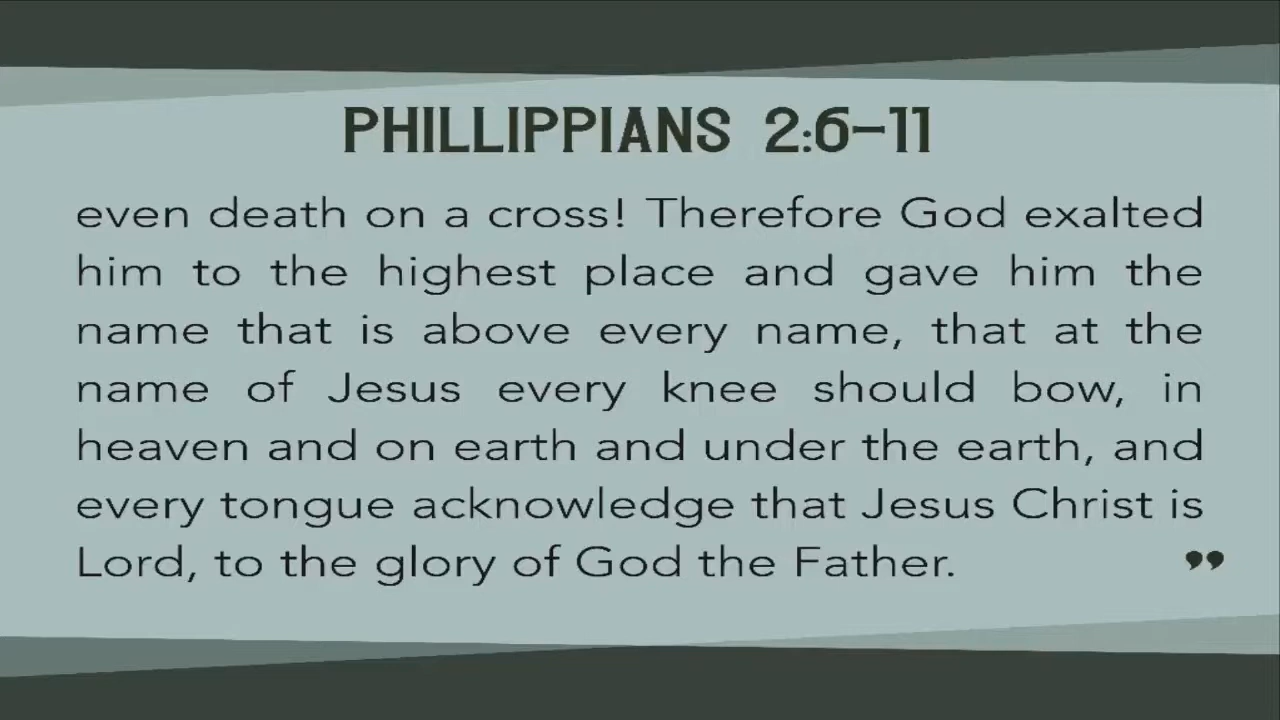 PHILLIPPIANS 2:6–11
even death on a cross! Therefore God exalted
him to the highest place and gave him the
name that is above every name, that at the
name of Jesus every knee should bow, in
heaven and on earth and under the earth, and
every tongue acknowledge that Jesus Christ is
Lord, to the glory of God the Father. ”